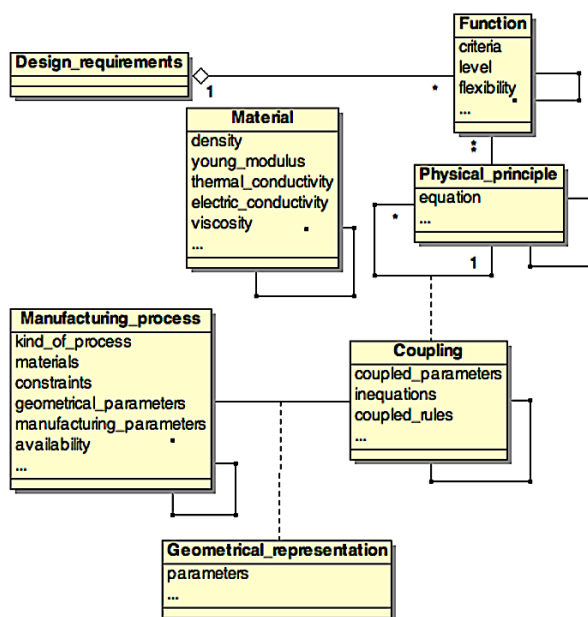 Function
criteria
level
flexibility
...
Design_requirements
1
*
Material
density
young_modulus
thermal_conductivity
electric_conductivity
viscosity
...
*
*
Physical_principle
equation
...
*
1
Manufacturing_process
kind_of_process
materials
constraints
geometrical_parameters
manufacturing_parameters
availability
...
Coupling
coupled_parameters
inequations
coupled_rules
...
Geometrical_representation
parameters
...